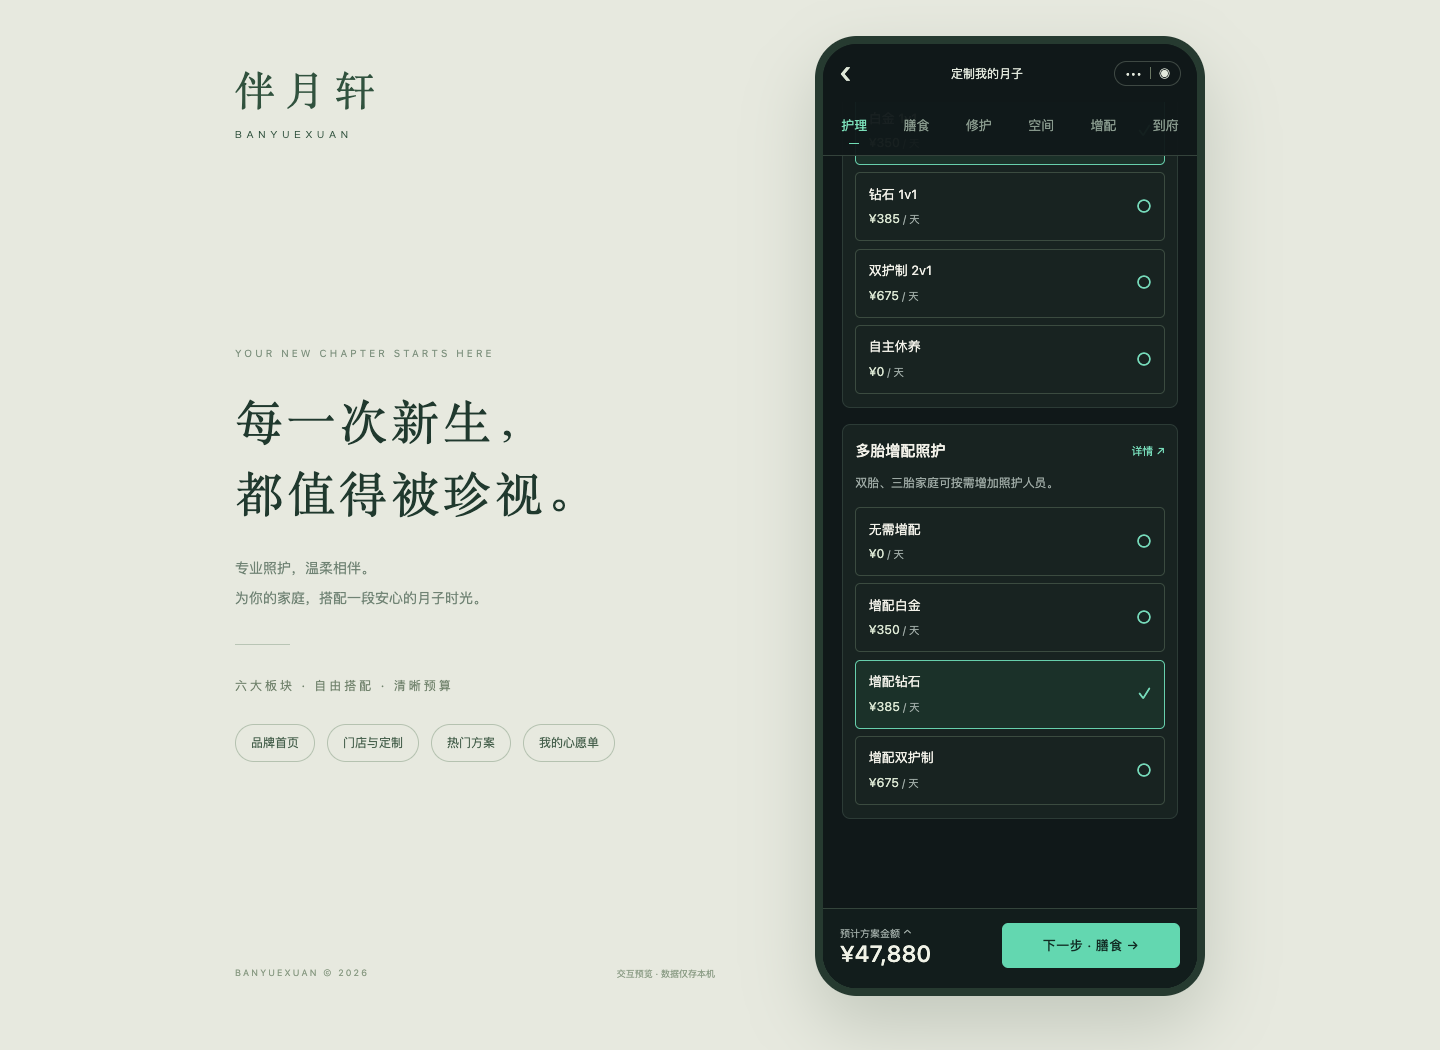 伴月轩
BANYUEXUAN
YOUR NEW CHAPTER STARTS HERE
每一次新生，
都值得被珍视。
专业照护，温柔相伴。
为你的家庭，搭配一段安心的月子时光。
六大板块 · 自由搭配 · 清晰预算
品牌首页 门店与定制 热门方案 我的心愿单
BANYUEXUAN © 2026 交互预览 · 数据仅存本机
定制我的月子
护理 膳食 修护 空间 增配 到府
钻石 1v1
¥385 / 天
双护制 2v1
¥675 / 天
自主休养
¥0 / 天
多胎增配照护 详情 ↗
双胎、三胎家庭可按需增加照护人员。
无需增配
¥0 / 天
增配白金
¥350 / 天
增配钻石
¥385 / 天
增配双护制
¥675 / 天
预计方案金额
¥47,880
下一步 · 膳食 →